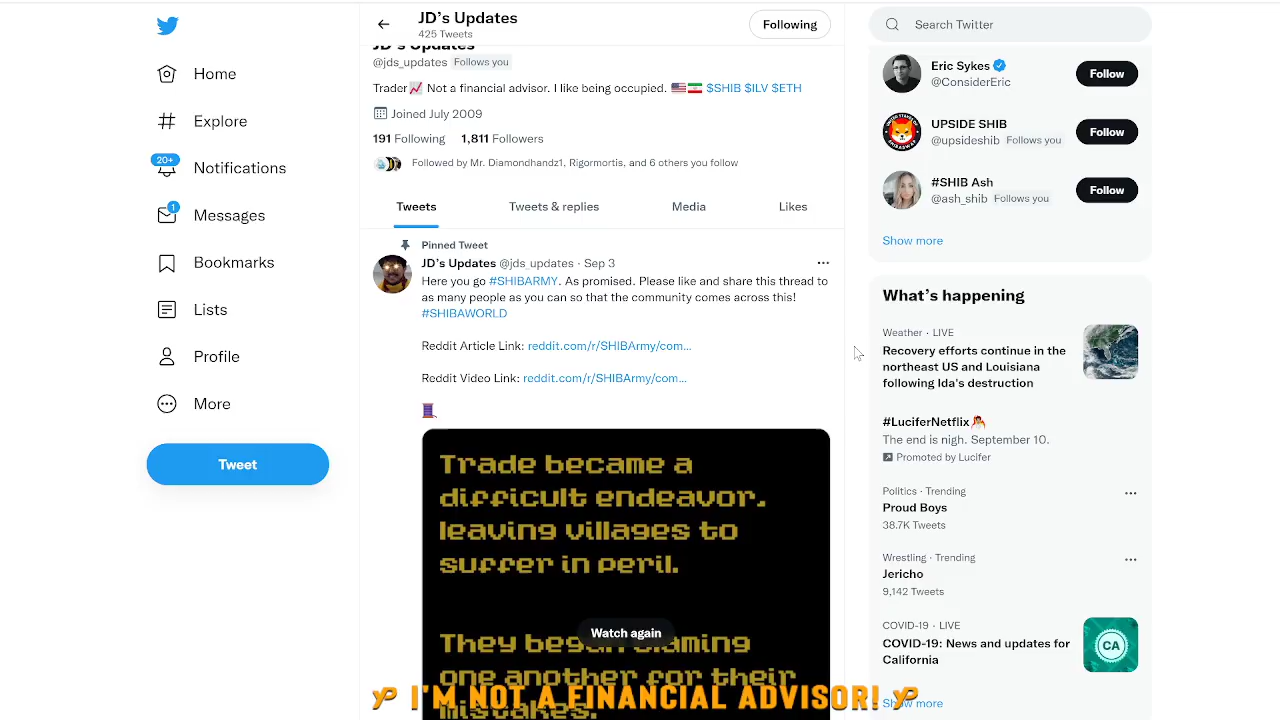 JD's Updates
425 Tweets
Following
Search Twitter
Home
Explore
20+
Notifications
1
Messages
Bookmarks
Lists
Profile
More
Tweet
JD's Updates
@jds_updates Follows you
Trader📈 Not a financial advisor. I like being occupied. 🇺🇸🇮🇷 $SHIB $ILV $ETH
Joined July 2009
191 Following 1,811 Followers
Followed by Mr. Diamondhandz1, Rigormortis, and 6 others you follow
Tweets Tweets & replies Media Likes
Pinned Tweet
JD's Updates @jds_updates · Sep 3
Here you go #SHIBARMY. As promised. Please like and share this thread to
as many people as you can so that the community comes across this!
#SHIBAWORLD
Reddit Article Link: reddit.com/r/SHIBArmy/com...
Reddit Video Link: reddit.com/r/SHIBArmy/com...
🧵
Trade became a
difficult endeavor.
leaving villages to
suffer in peril.
Watch again
one another for their
mistakes.
I'M NOT A FINANCIAL ADVISOR!
Eric Sykes
@ConsiderEric
Follow
UPSIDE SHIB
@upsideshib Follows you
Follow
#SHIB Ash
@ash_shib Follows you
Follow
Show more
What's happening
Weather · LIVE
Recovery efforts continue in the
northeast US and Louisiana
following Ida's destruction
#LuciferNetflix
The end is nigh. September 10.
Promoted by Lucifer
Politics · Trending
Proud Boys
38.7K Tweets
Wrestling · Trending
Jericho
9,142 Tweets
COVID-19 · LIVE
COVID-19: News and updates for
California
CA
Show more